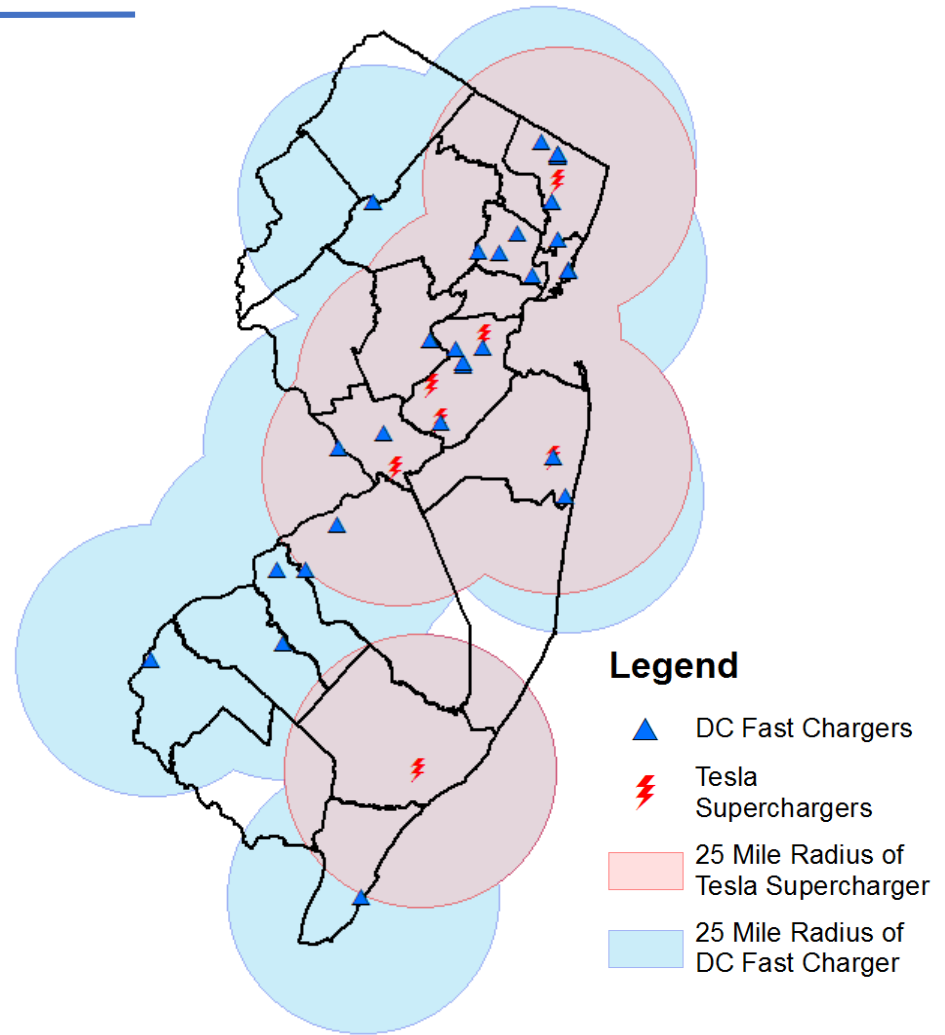 Legend
DC Fast Chargers
Tesla
Superchargers
25 Mile Radius of
Tesla Supercharger
25 Mile Radius of
DC Fast Charger